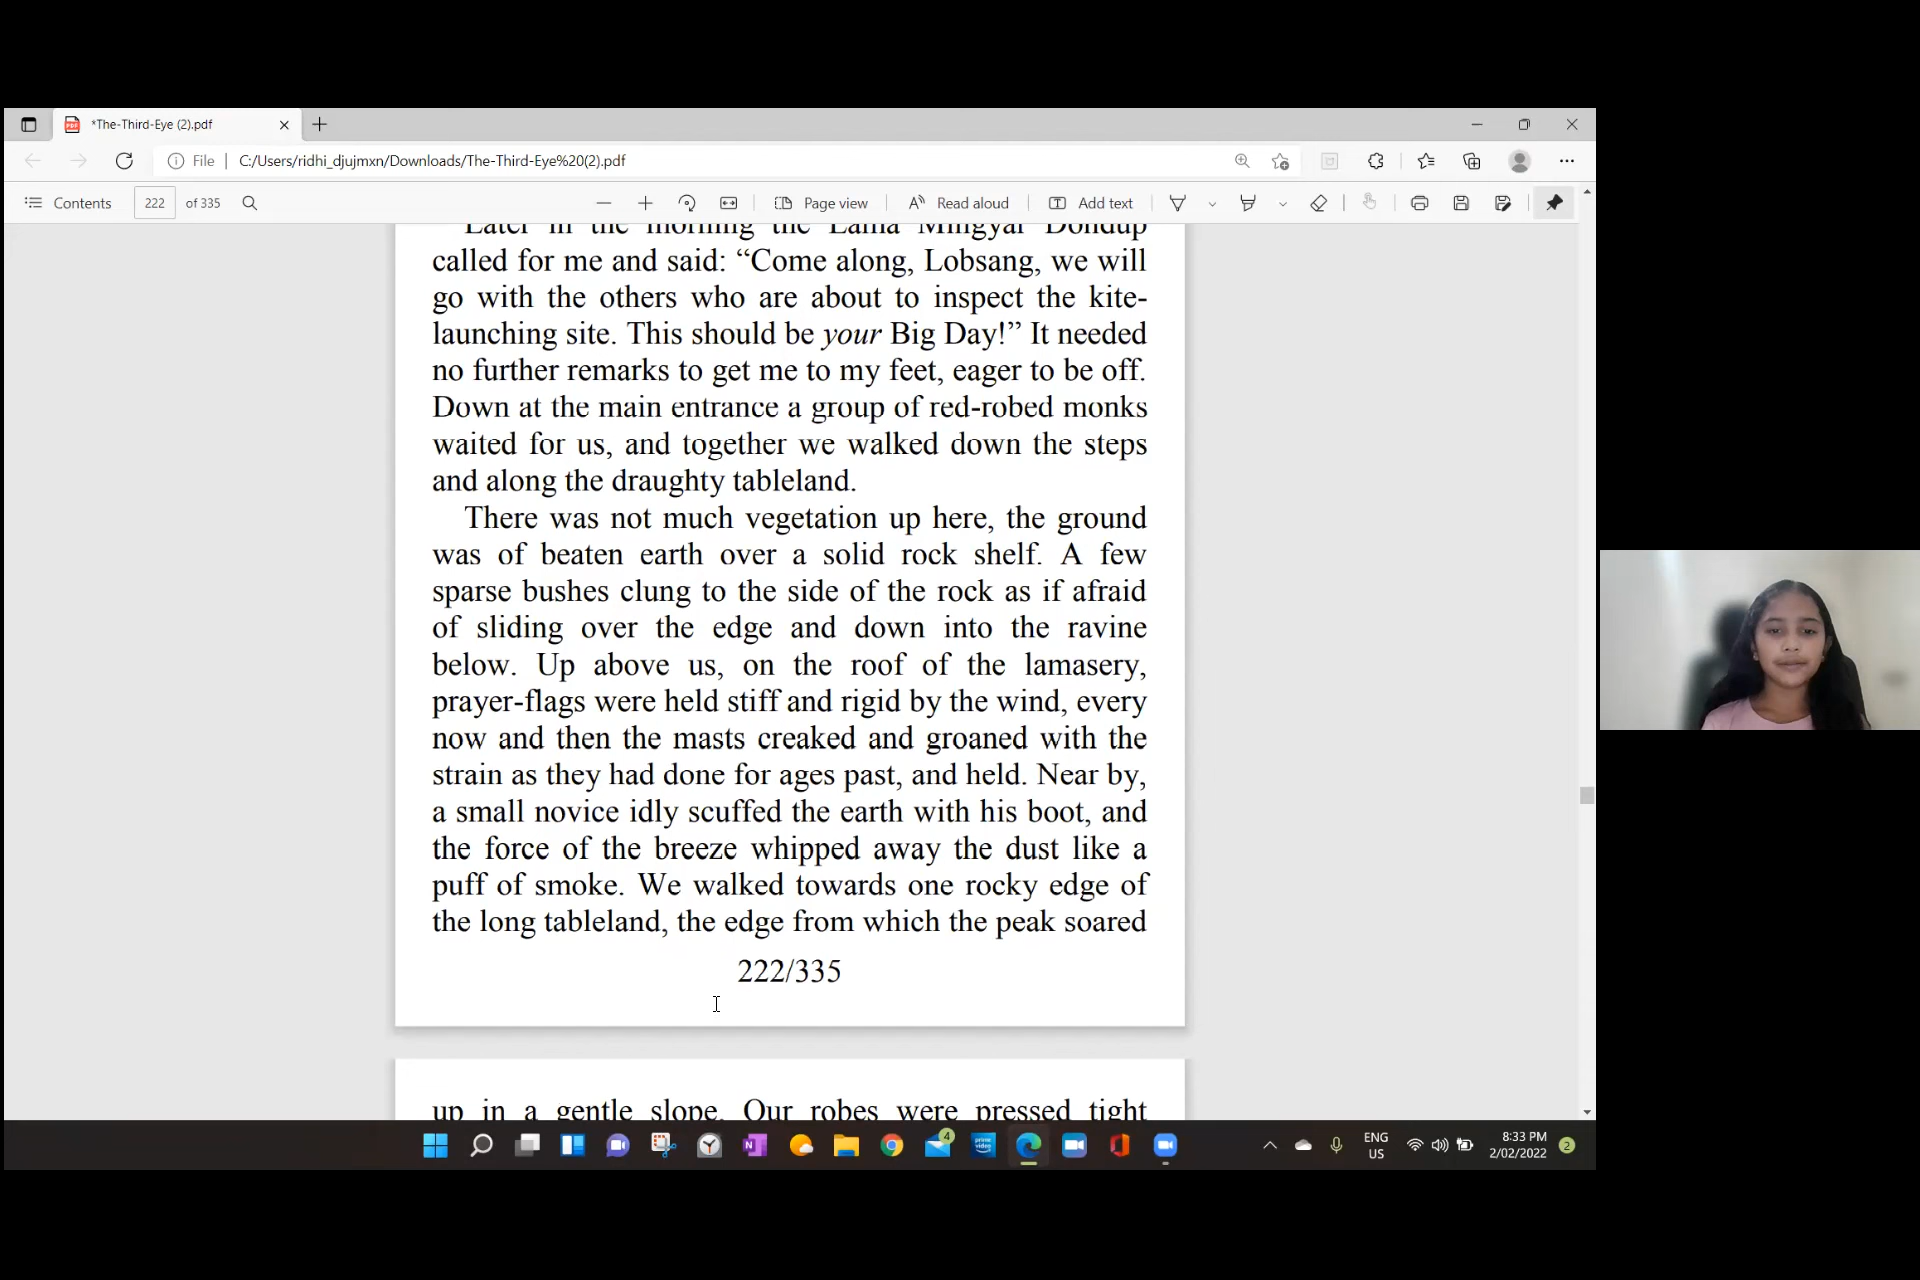 *The-Third-Eye (2).pdf
File
C:/Users/ridhi_djujmxn/Downloads/The-Third-Eye%20(2).pdf
Contents
222
of 335
Page view
Read aloud
Add text
Later in the morning the Lama Mingyar Dondup
called for me and said: “Come along, Lobsang, we will
go with the others who are about to inspect the kite-
launching site. This should be your Big Day!” It needed
no further remarks to get me to my feet, eager to be off.
Down at the main entrance a group of red-robed monks
waited for us, and together we walked down the steps
and along the draughty tableland.
There was not much vegetation up here, the ground
was of beaten earth over a solid rock shelf. A few
sparse bushes clung to the side of the rock as if afraid
of sliding over the edge and down into the ravine
below. Up above us, on the roof of the lamasery,
prayer-flags were held stiff and rigid by the wind, every
now and then the masts creaked and groaned with the
strain as they had done for ages past, and held. Near by,
a small novice idly scuffed the earth with his boot, and
the force of the breeze whipped away the dust like a
puff of smoke. We walked towards one rocky edge of
the long tableland, the edge from which the peak soared
222/335
up in a gentle slope. Our robes were pressed tight
4
prime video
ENG
US
8:33 PM
2/02/2022
2